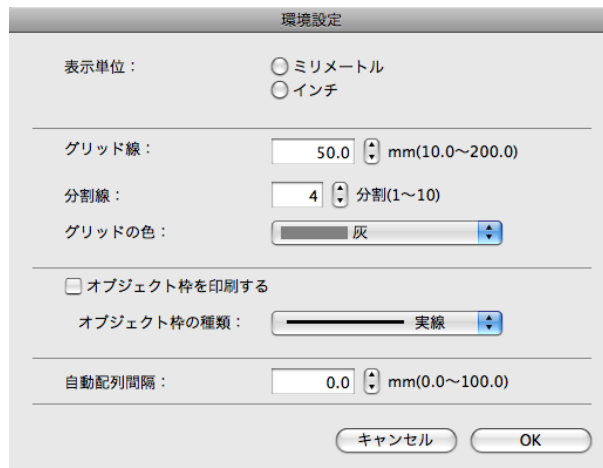 環境設定
表示単位： ミリメートル
インチ
グリッド線： 50.0 mm(10.0～200.0)
分割線： 4 分割(1～10)
グリッドの色： 灰
オブジェクト枠を印刷する
オブジェクト枠の種類： 実線
自動配列間隔： 0.0 mm(0.0～100.0)
キャンセル OK